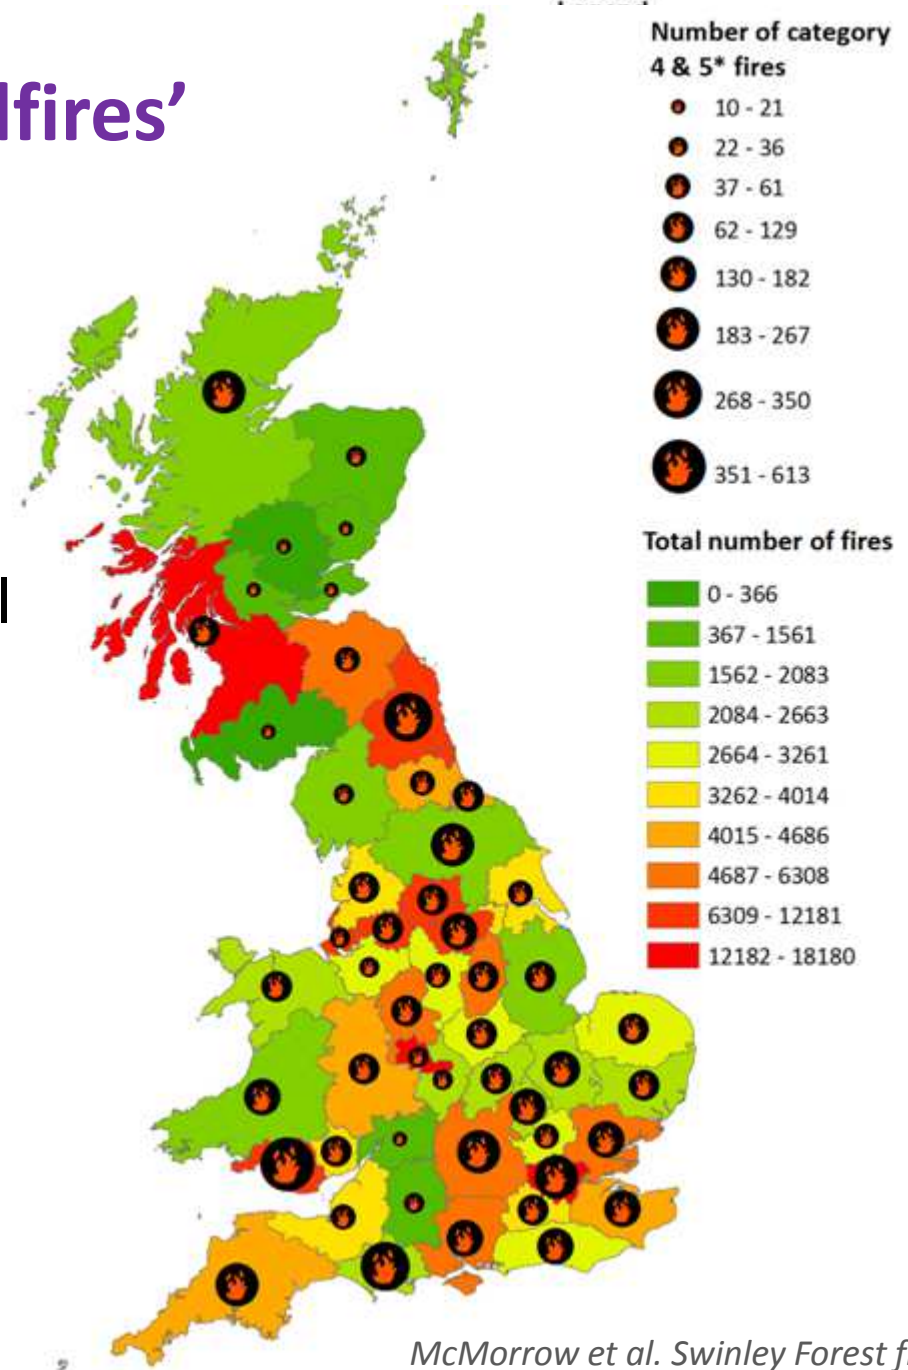 lfires’
Number of category
4 & 5* fires
10 - 21
22 - 36
37 - 61
62 - 129
130 - 182
183 - 267
268 - 350
351 - 613
Total number of fires
0 - 366
367 - 1561
1562 - 2083
2084 - 2663
2664 - 3261
3262 - 4014
4015 - 4686
4687 - 6308
6309 - 12181
12182 - 18180
McMorrow et al. Swinley Forest f